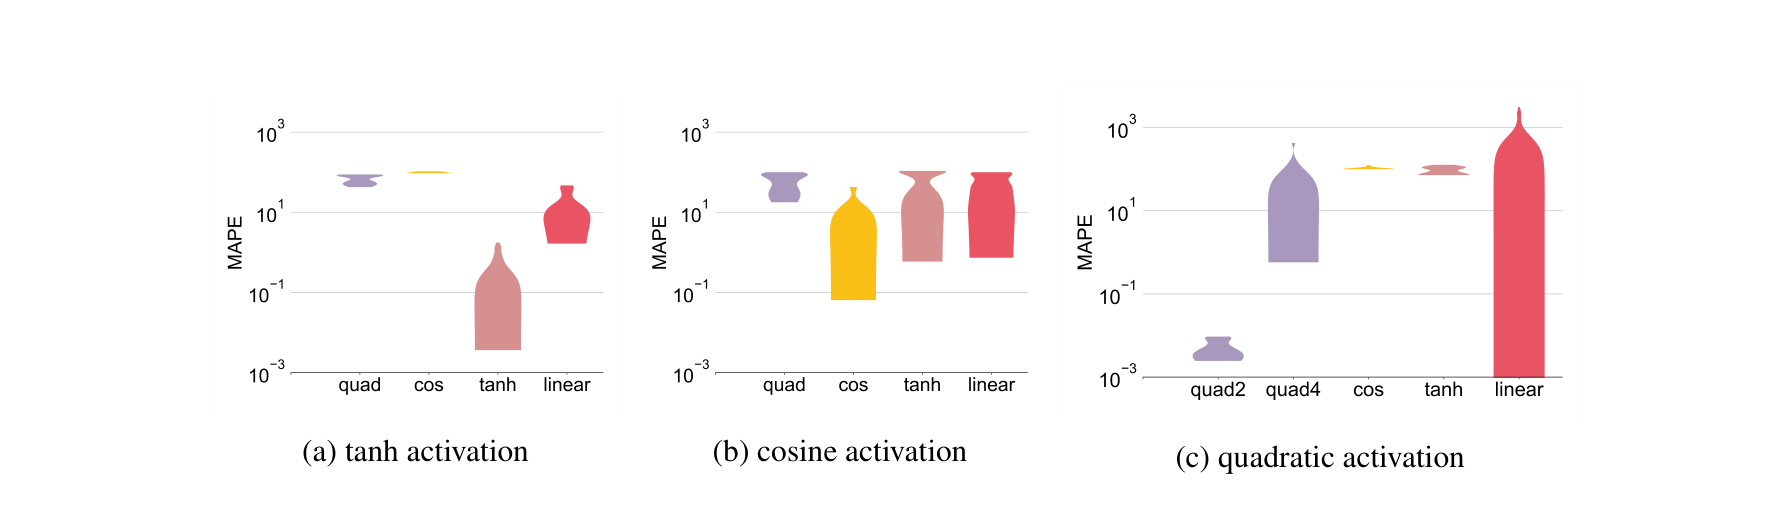 MAPE
10^3
10^1
10^−1
10^−3
quad cos tanh linear
(a) tanh activation
MAPE
10^3
10^1
10^−1
10^−3
quad cos tanh linear
(b) cosine activation
MAPE
10^3
10^1
10^−1
10^−3
quad2 quad4 cos tanh linear
(c) quadratic activation